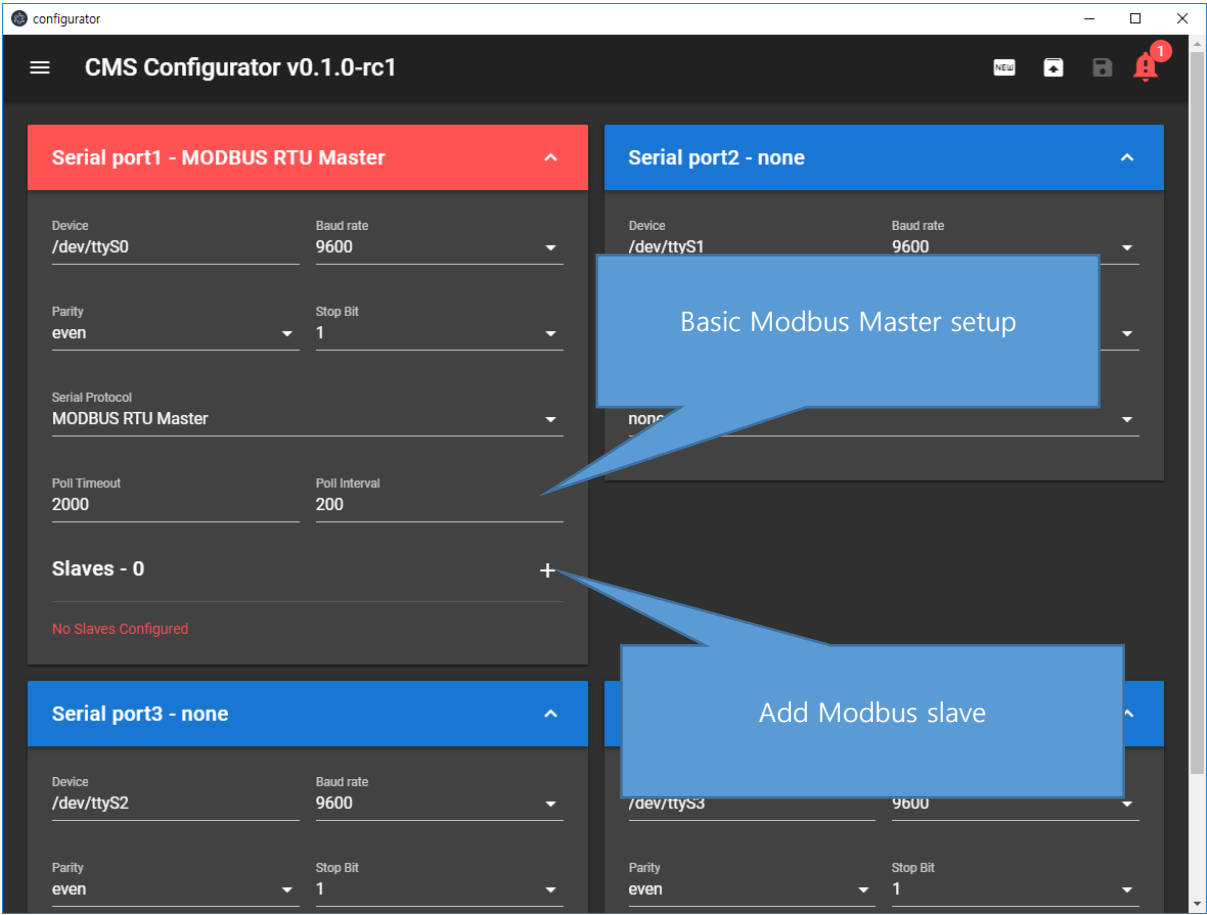 configurator
CMS Configurator v0.1.0-rc1
NEW
1
Serial port1 - MODBUS RTU Master
Device
/dev/ttyS0
Baud rate
9600
Parity
even
Stop Bit
1
Serial Protocol
MODBUS RTU Master
Poll Timeout
2000
Poll Interval
200
Slaves - 0
No Slaves Configured
Serial port2 - none
Device
/dev/ttyS1
Baud rate
9600
none
Basic Modbus Master setup
Add Modbus slave
Serial port3 - none
Device
/dev/ttyS2
Baud rate
9600
Parity
even
Stop Bit
1
/dev/ttyS3
9600
Parity
even
Stop Bit
1